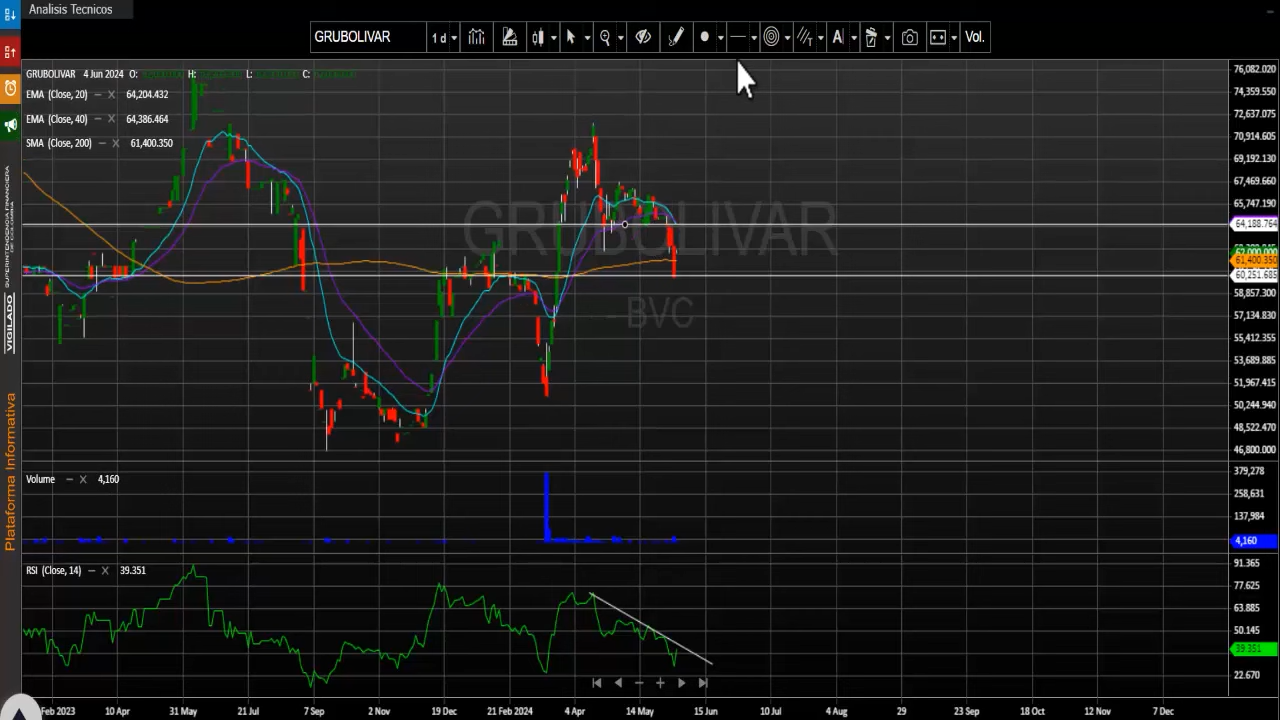 Analisis Tecnicos
GRUBOLIVAR 1 d Vol.
GRUBOLIVAR 4 Jun 2024 O: H: L: C:
EMA (Close, 20) 64,204.432
EMA (Close, 40) 64,386.464
SMA (Close, 200) 61,400.350
GRUBOLIVAR
BVC
76,082.020
74,359.550
72,637.075
70,914.605
69,192.130
67,469.660
65,747.190
64,188.764
61,400.350
60,251.685
58,857.300
57,134.830
55,412.355
53,689.885
51,967.415
50,244.940
48,522.470
46,800.000
Volume 4,160
379,278
258,631
137,984
4,160
RSI (Close, 14) 39.351
91.365
77.625
63.885
50.145
39.351
22.670
Feb 2023 10 Apr 31 May 21 Jul 7 Sep 2 Nov 19 Dec 21 Feb 2024 4 Apr 14 May 15 Jun 10 Jul 4 Aug 29 23 Sep 18 Oct 12 Nov 7 Dec
VIGILADO
Plataforma Informativa